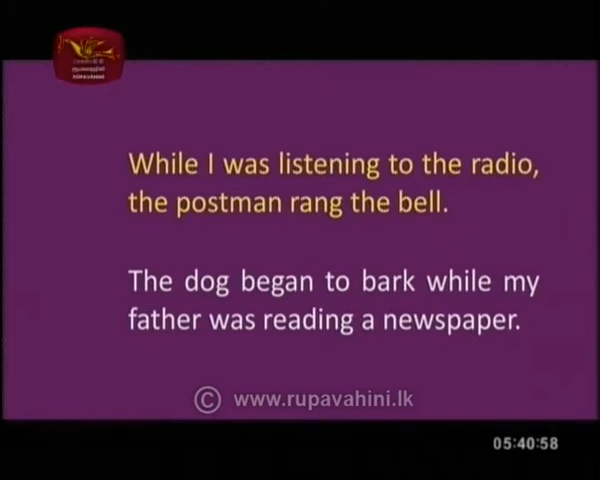 While I was listening to the radio,
the postman rang the bell.
The dog began to bark while my
father was reading a newspaper.
© www.rupavahini.lk
05:40:58